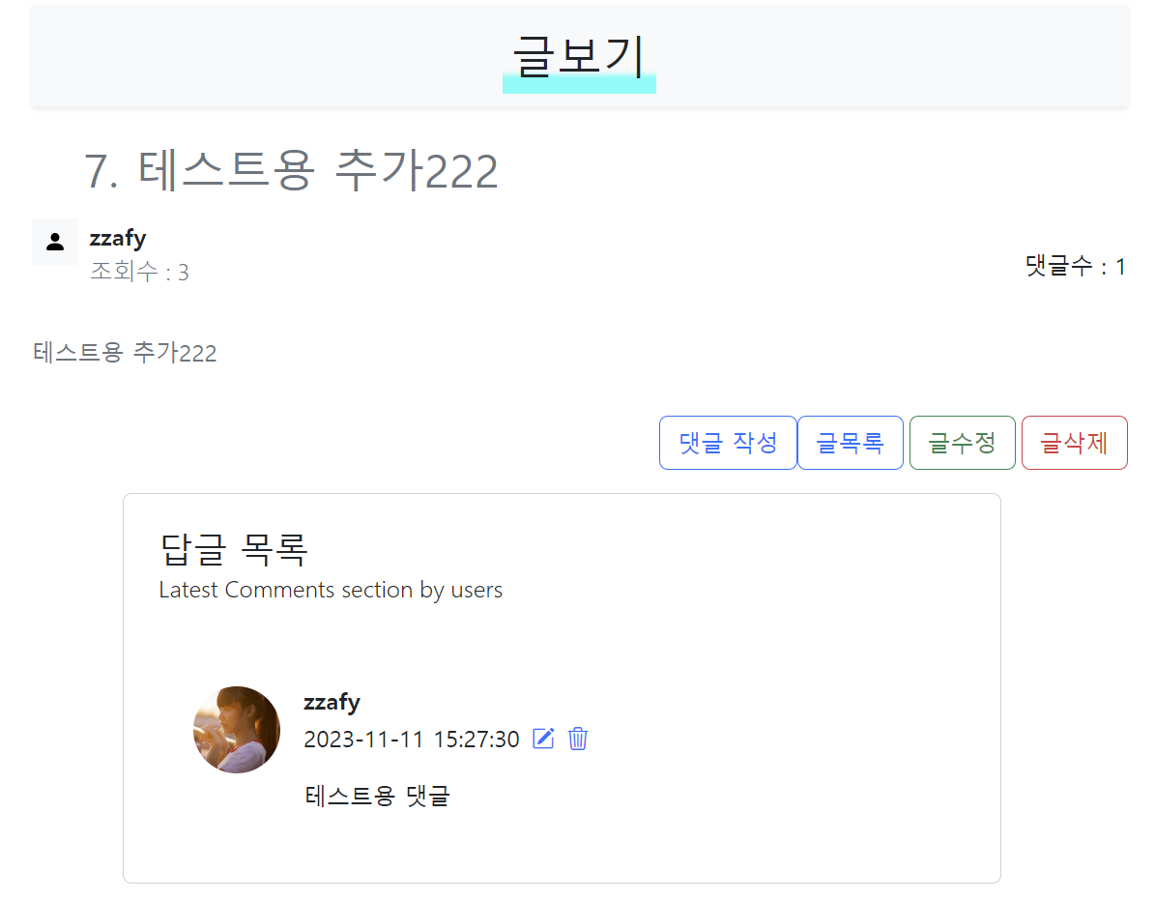 글보기
7. 테스트용 추가222
zzafy
조회수 : 3
댓글수 : 1
테스트용 추가222
댓글 작성 글목록 글수정 글삭제
답글 목록
Latest Comments section by users
zzafy
2023-11-11 15:27:30
테스트용 댓글